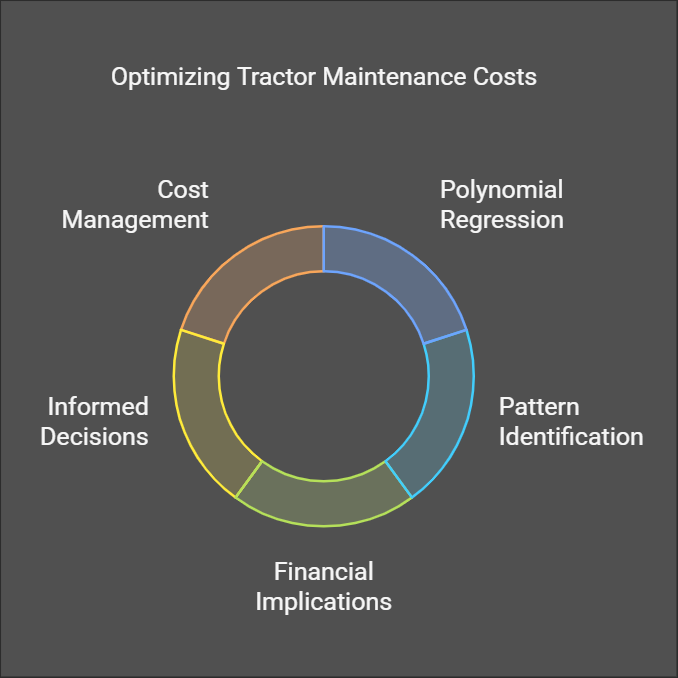 Optimizing Tractor Maintenance Costs
Cost
Management
Polynomial
Regression
Informed
Decisions
Pattern
Identification
Financial
Implications